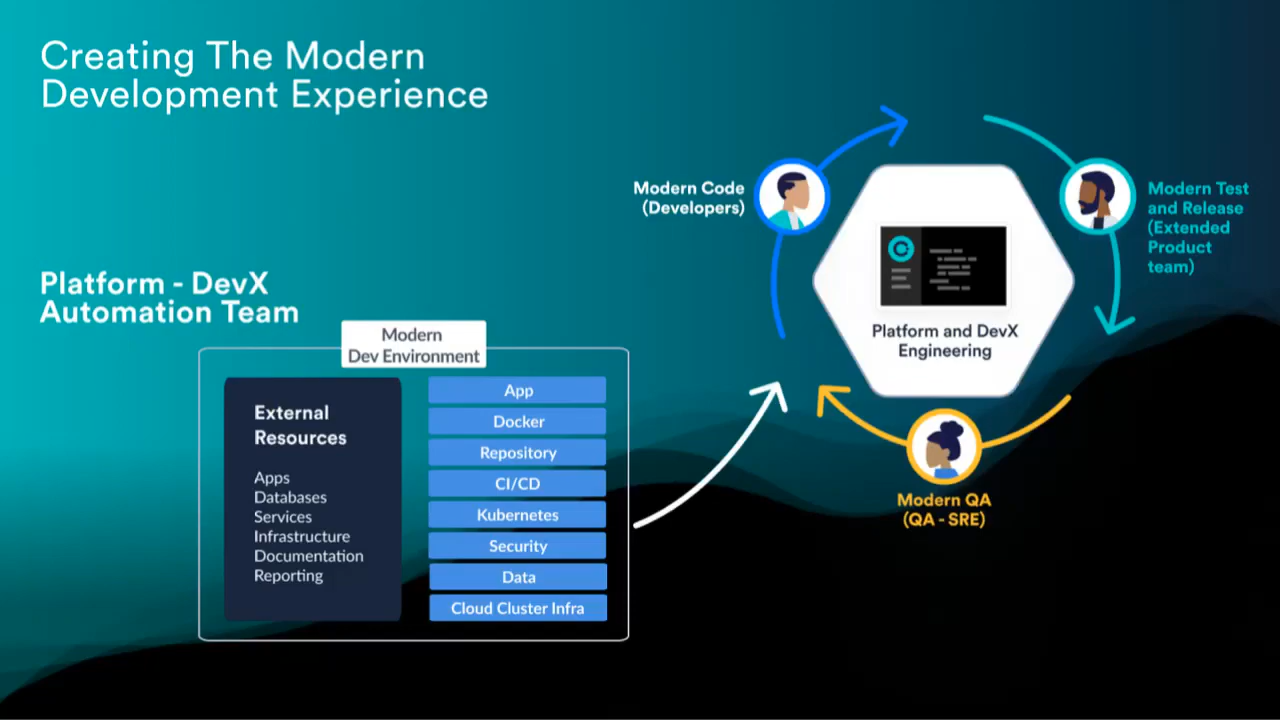 Creating The Modern
Development Experience
Platform - DevX
Automation Team
Modern
Dev Environment
External
Resources
Apps
Databases
Services
Infrastructure
Documentation
Reporting
App
Docker
Repository
CI/CD
Kubernetes
Security
Data
Cloud Cluster Infra
Modern Code
(Developers)
Modern Test
and Release
(Extended
Product
team)
Platform and DevX
Engineering
Modern QA
(QA - SRE)